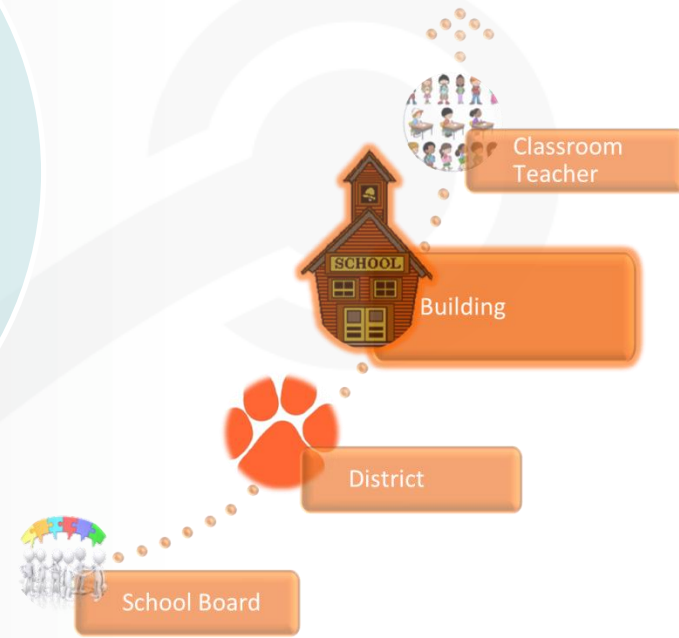 Classroom
Teacher
SCHOOL
Building
District
School Board